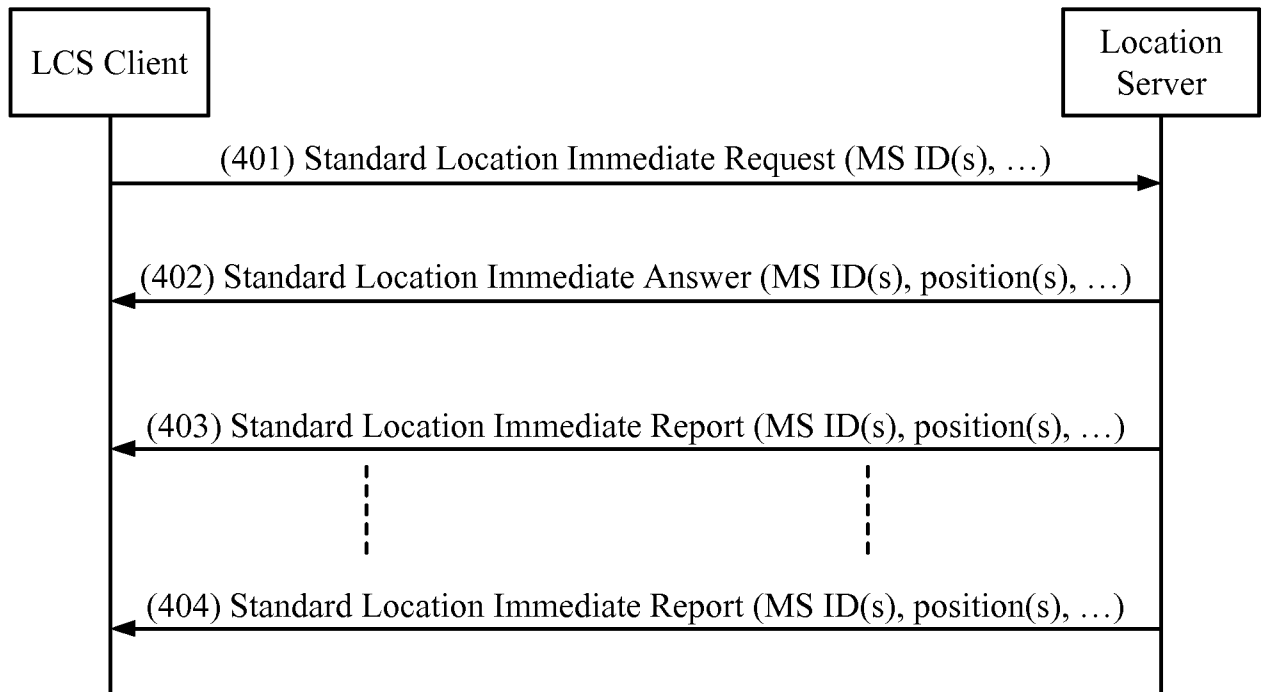 LCS Client
Location
Server
(401) Standard Location Immediate Request (MS ID(s), …)
(402) Standard Location Immediate Answer (MS ID(s), position(s), …)
(403) Standard Location Immediate Report (MS ID(s), position(s), …)
(404) Standard Location Immediate Report (MS ID(s), position(s), …)